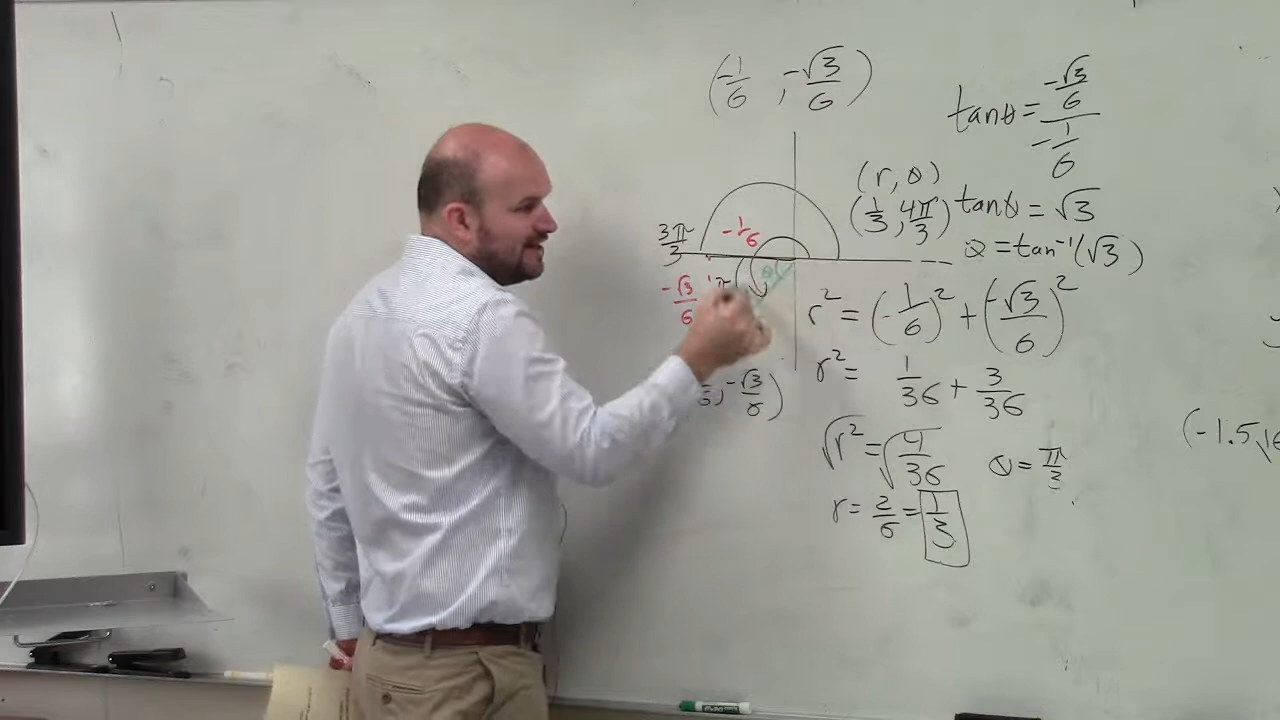 (-1/6, -√3/6)
tanθ = (-√3/6)/(-1/6)
(r, θ)
(1/3, 4π/3)
tanθ = √3
θ = tan⁻¹(√3)
3π/3
-1/6
-√3/6
θ
r² = (-1/6)² + (-√3/6)²
r² = 1/36 + 3/36
, -√3/6)
√r² = √4/36
θ = π/3
r = 2/6 = 1/3
(-1.5